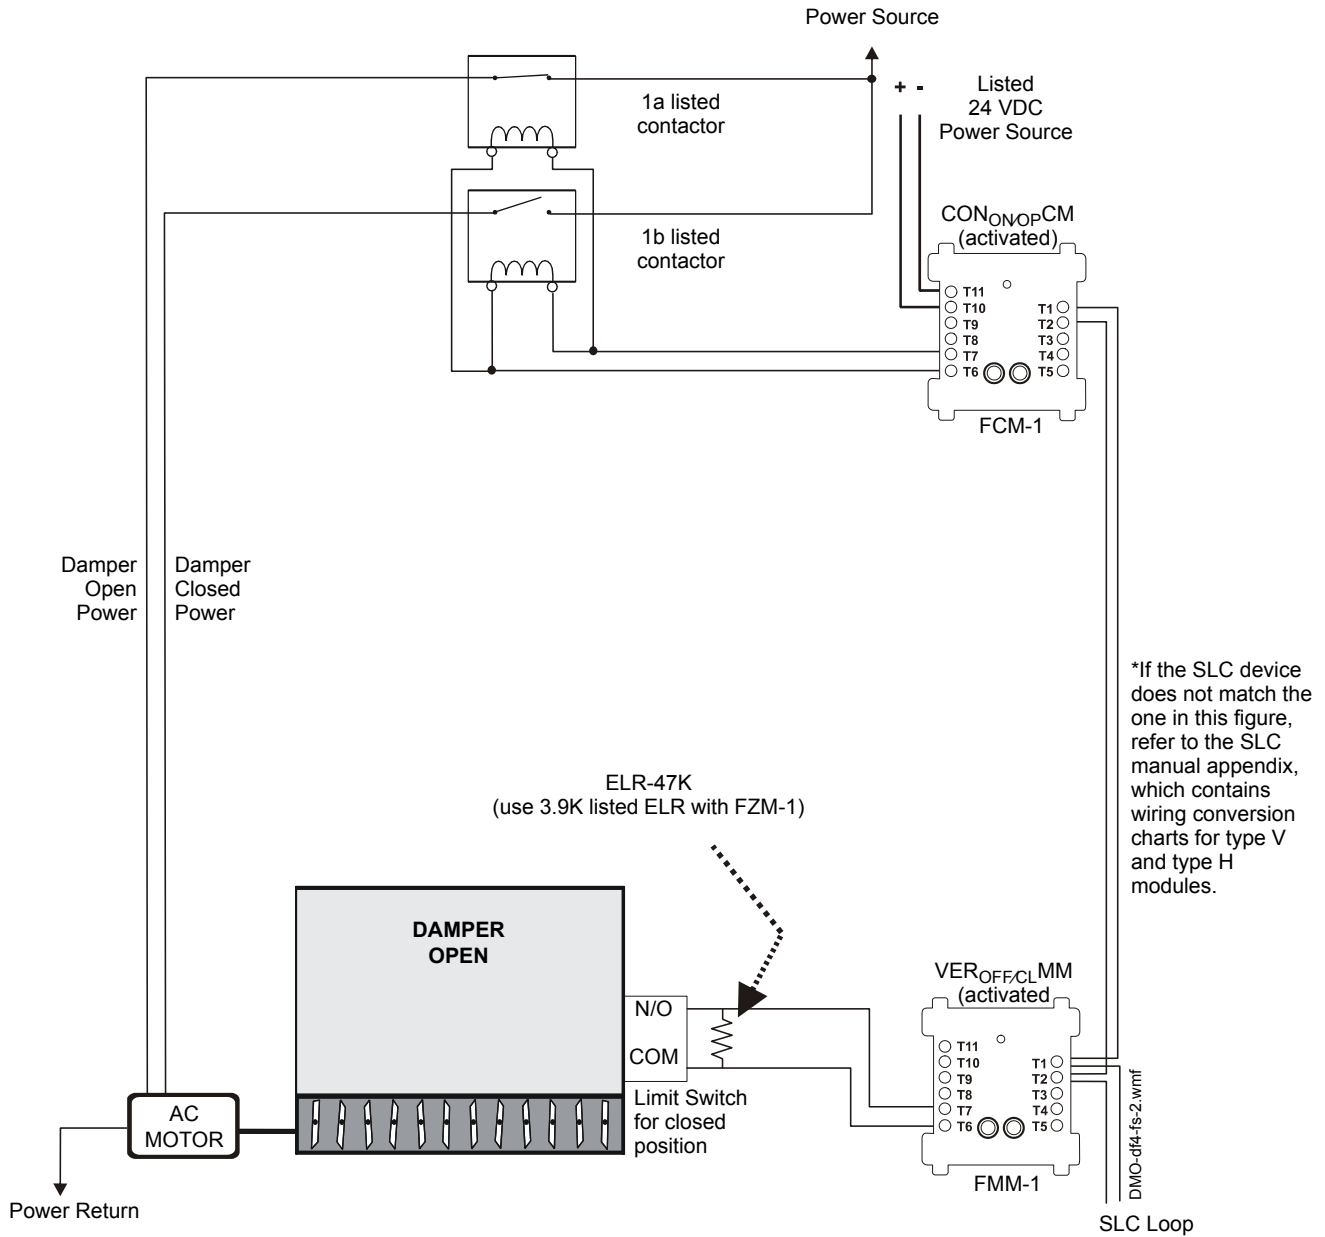 Power Source
+ -
Listed
24 VDC
Power Source
1a listed
contactor
1b listed
contactor
CONON/OPCM
(activated)
T11
T10
T9
T8
T7
T6
T1
T2
T3
T4
T5
FCM-1
Damper
Open
Power
Damper
Closed
Power
*If the SLC device
does not match the
one in this figure,
refer to the SLC
manual appendix,
which contains
wiring conversion
charts for type V
and type H
modules.
ELR-47K
(use 3.9K listed ELR with FZM-1)
DAMPER
OPEN
N/O
COM
Limit Switch
for closed
position
VEROFF/CLMM
(activated
T11
T10
T9
T8
T7
T6
T1
T2
T3
T4
T5
FMM-1
DMO-df4-fs-2.wmf
AC
MOTOR
Power Return
SLC Loop